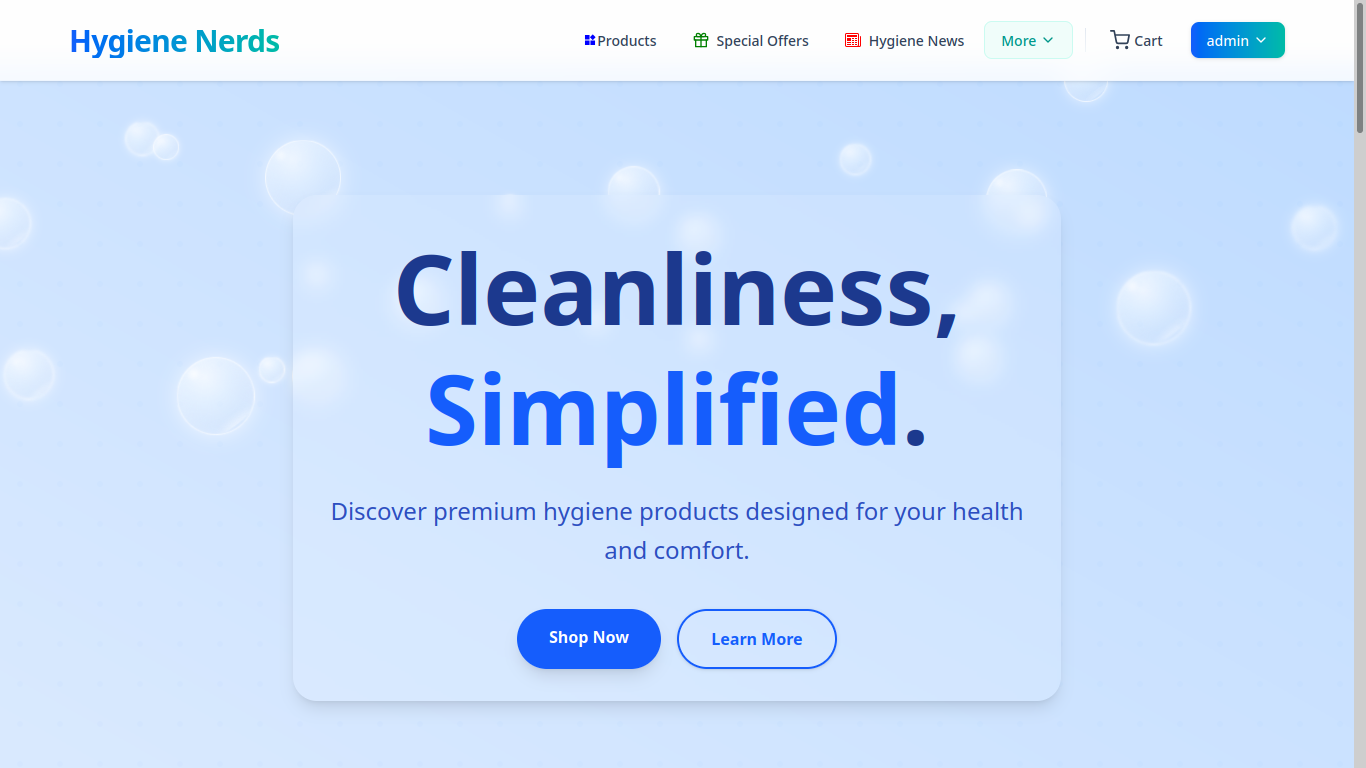 Hygiene Nerds
Products
Special Offers
Hygiene News
More
Cart
admin
Cleanliness,
Simplified.
Discover premium hygiene products designed for your health
and comfort.
Shop Now
Learn More